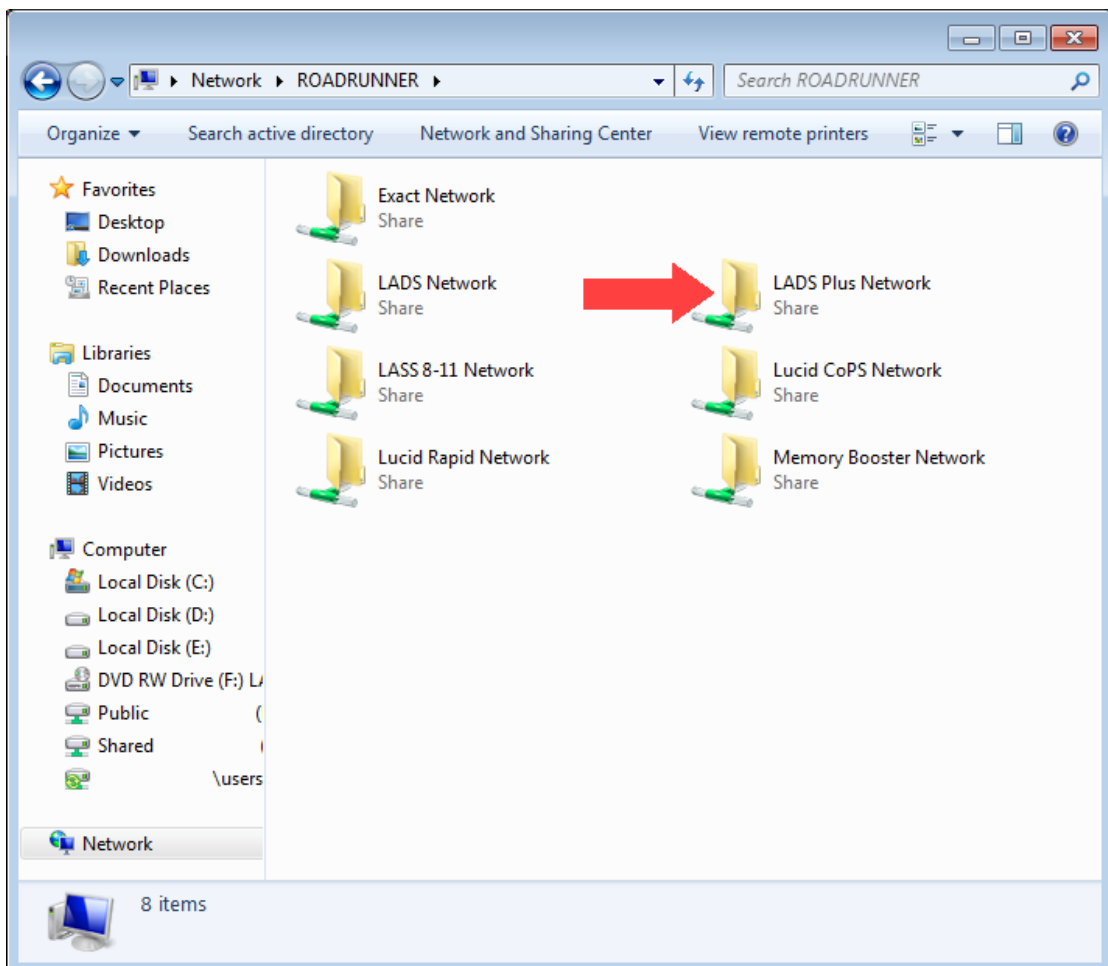 Network ROADRUNNER
Search ROADRUNNER
Organize Search active directory Network and Sharing Center View remote printers
Favorites
Desktop
Downloads
Recent Places
Libraries
Documents
Music
Pictures
Videos
Computer
Local Disk (C:)
Local Disk (D:)
Local Disk (E:)
DVD RW Drive (F:)
Public (
Shared
\users
Network
Exact Network
Share
LADS Network
Share
LADS Plus Network
Share
LASS 8-11 Network
Share
Lucid CoPS Network
Share
Lucid Rapid Network
Share
Memory Booster Network
Share
8 items